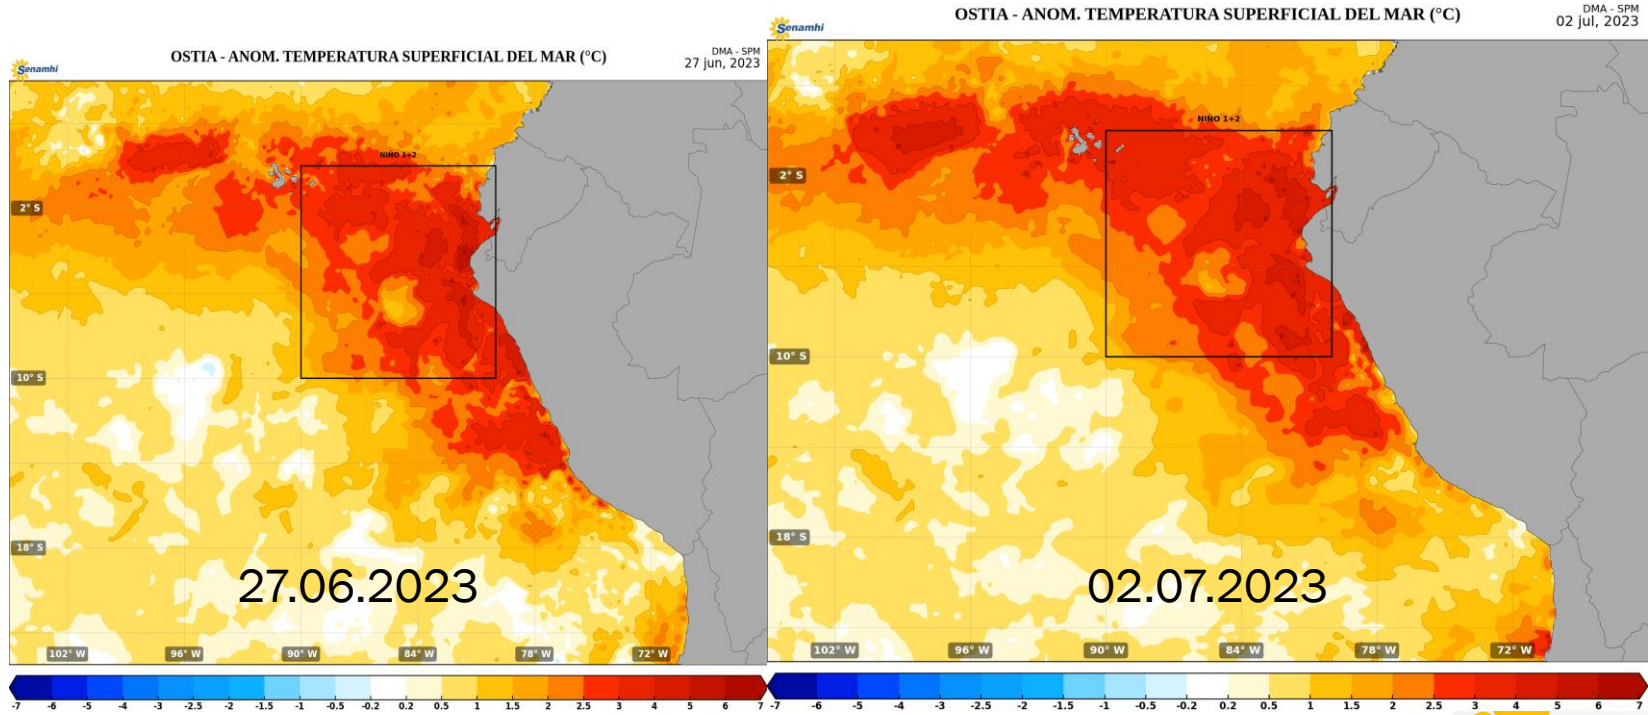 Senamhi
OSTIA - ANOM. TEMPERATURA SUPERFICIAL DEL MAR (°C)
DMA - SPM
27 jun, 2023
NIÑO 1+2
2° S
10° S
18° S
27.06.2023
102° W 96° W 90° W 84° W 78° W 72° W
-7 -6 -5 -4 -3 -2.5 -2 -1.5 -1 -0.5 -0.2 0.2 0.5 1 1.5 2 2.5 3 4 5 6 7
Senamhi
OSTIA - ANOM. TEMPERATURA SUPERFICIAL DEL MAR (°C)
DMA - SPM
02 jul, 2023
NIÑO 1+2
2° S
10° S
18° S
02.07.2023
102° W 96° W 90° W 84° W 78° W 72° W
-7 -6 -5 -4 -3 -2.5 -2 -1.5 -1 -0.5 -0.2 0.2 0.5 1 1.5 2 2.5 3 4 5 6 7